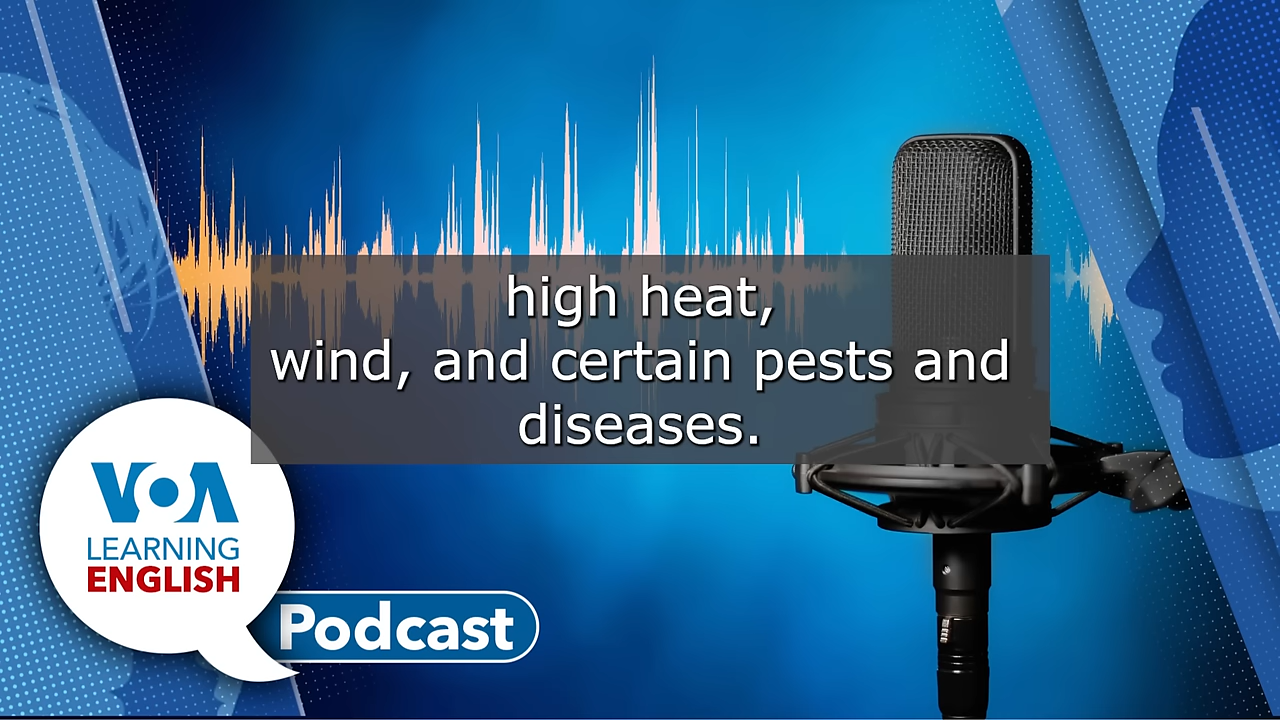 high heat,
wind, and certain pests and
diseases.
VOA
LEARNING
ENGLISH
Podcast